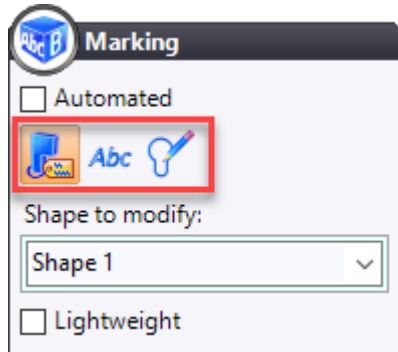 Abc B Marking
Automated
Abc
Shape to modify:
Shape 1
Lightweight